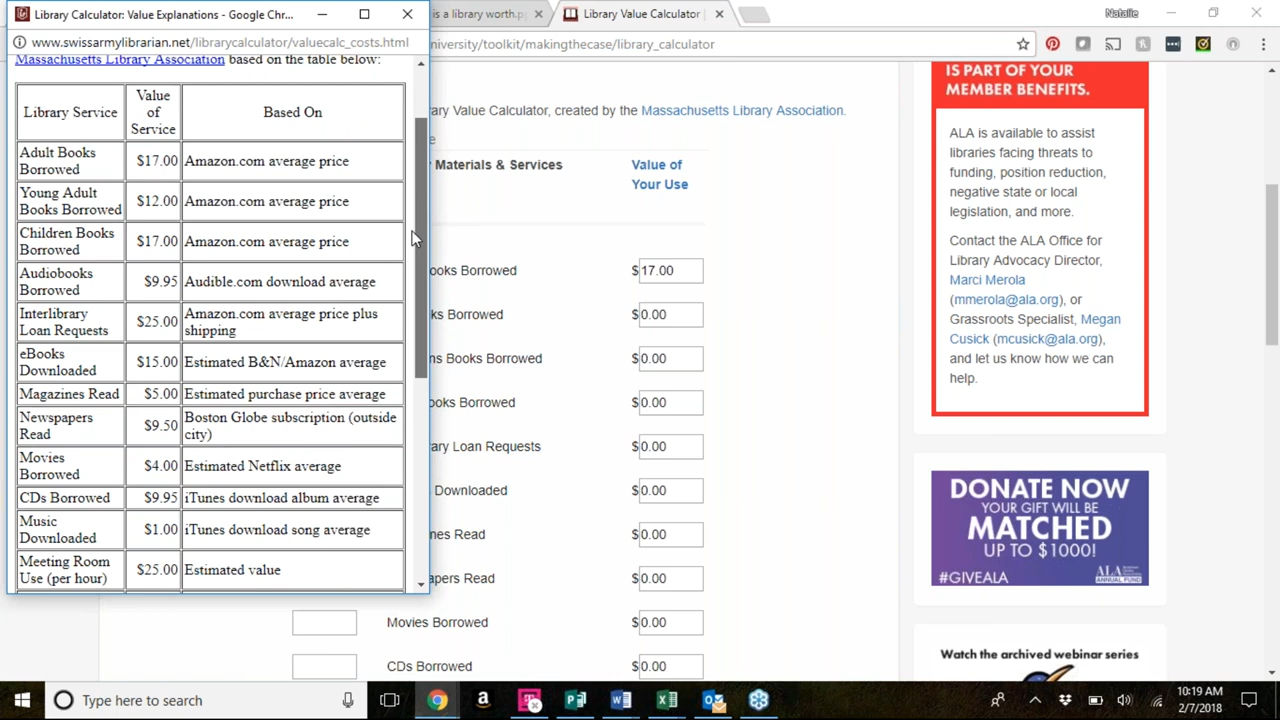 Library Calculator: Value Explanations - Google Chr...
www.swissarmylibrarian.net/librarycalculator/valuecalc_costs.html
Massachusetts Library Association based on the table below:
Library Service
Value of Service
Based On
Adult Books Borrowed
$17.00
Amazon.com average price
Young Adult Books Borrowed
$12.00
Amazon.com average price
Children Books Borrowed
$17.00
Amazon.com average price
Audiobooks Borrowed
$9.95
Audible.com download average
Interlibrary Loan Requests
$25.00
Amazon.com average price plus shipping
eBooks Downloaded
$15.00
Estimated B&N/Amazon average
Magazines Read
$5.00
Estimated purchase price average
Newspapers Read
$9.50
Boston Globe subscription (outside city)
Movies Borrowed
$4.00
Estimated Netflix average
CDs Borrowed
$9.95
iTunes download album average
Music Downloaded
$1.00
iTunes download song average
Meeting Room Use (per hour)
$25.00
Estimated value
is a library worth.p
Library Value Calculator
Natalie
iversity/toolkit/makingthecase/library_calculator
rary Value Calculator, created by the Massachusetts Library Association.
e
Materials & Services
Value of
Your Use
ooks Borrowed
$17.00
ks Borrowed
$0.00
ns Books Borrowed
$0.00
ooks Borrowed
$0.00
ary Loan Requests
$0.00
Downloaded
$0.00
nes Read
$0.00
apers Read
$0.00
Movies Borrowed
$0.00
CDs Borrowed
$0.00
IS PART OF YOUR
MEMBER BENEFITS.
ALA is available to assist
libraries facing threats to
funding, position reduction,
negative state or local
legislation, and more.
Contact the ALA Office for
Library Advocacy Director,
Marci Merola
(mmerola@ala.org), or
Grassroots Specialist, Megan
Cusick (mcusick@ala.org),
and let us know how we can
help.
DONATE NOW
YOUR GIFT WILL BE
MATCHED
UP TO $1000!
#GIVEALA
ALA
ANNUAL FUND
Watch the archived webinar series
Type here to search
10:19 AM
2/7/2018